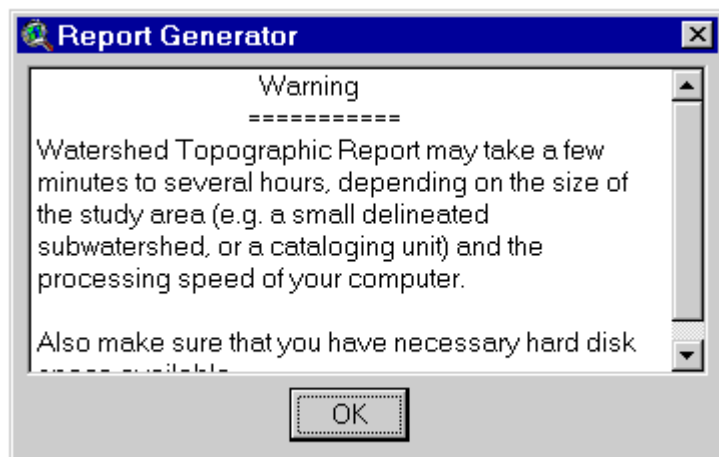 Report Generator
Warning
===========
Watershed Topographic Report may take a few
minutes to several hours, depending on the size of
the study area (e.g. a small delineated
subwatershed, or a cataloging unit) and the
processing speed of your computer.
Also make sure that you have necessary hard disk
OK